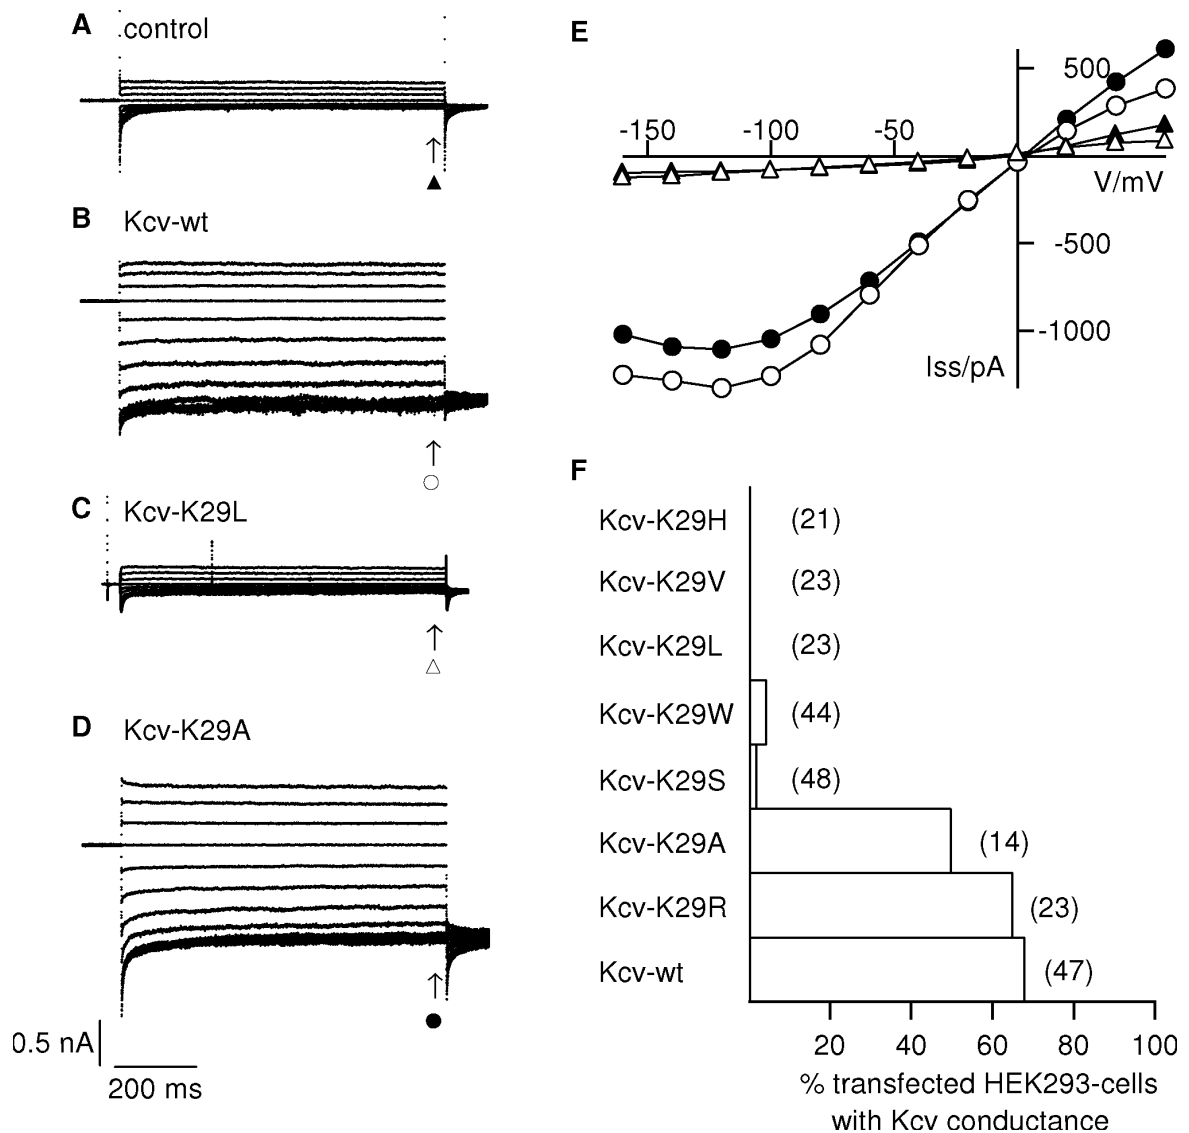 A control
B Kcv-wt
C Kcv-K29L
D Kcv-K29A
0.5 nA
200 ms
E
500
-150 -100 -50
V/mV
-500
-1000
Iss/pA
F
Kcv-K29H (21)
Kcv-K29V (23)
Kcv-K29L (23)
Kcv-K29W (44)
Kcv-K29S (48)
Kcv-K29A (14)
Kcv-K29R (23)
Kcv-wt (47)
20 40 60 80 100
% transfected HEK293-cells
with Kcv conductance